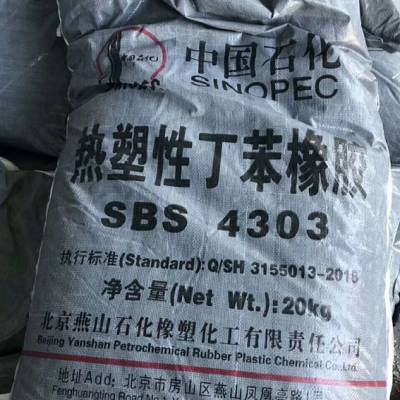 中国石化
SINOPEC
热塑性丁苯橡胶
SBS 4303
执行标准(Standard):Q/SH 3155013-2018
净含量(Net Wt.):20kg
北京燕山石化橡塑化工有限责任公司
Beijing Yanshan Petrochemical Rubber Plastic Chemical Co.,Ltd
地址Add: 北京市房山区燕山凤凰亭路
Fenghuangting Road No.1